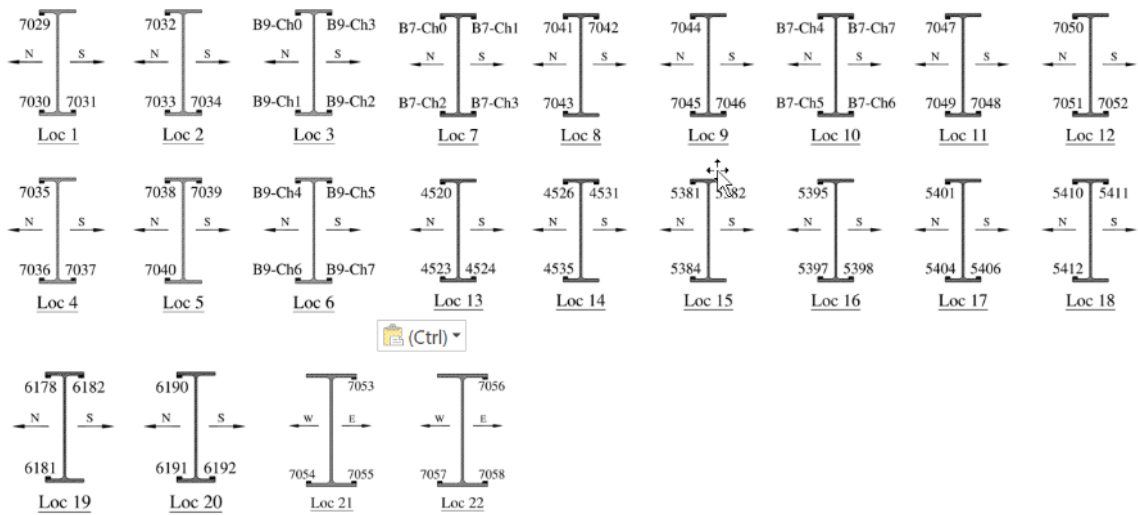 7029 7032 B9-Ch0 B9-Ch3 B7-Ch0 B7-Ch1 7041 7042 7044 B7-Ch4 B7-Ch7 7047 7050
N S N S N S N S N S N S N S N S N S
7030 7031 7033 7034 B9-Ch1 B9-Ch2 B7-Ch2 B7-Ch3 7043 7045 7046 B7-Ch5 B7-Ch6 7049 7048 7051 7052
Loc 1 Loc 2 Loc 3 Loc 7 Loc 8 Loc 9 Loc 10 Loc 11 Loc 12
7035 7038 7039 B9-Ch4 B9-Ch5 4520 4526 4531 5381 5382 5395 5401 5410 5411
N S N S N S N S N S N S N S N S N S
7036 7037 7040 B9-Ch6 B9-Ch7 4523 4524 4535 5384 5397 5398 5404 5406 5412
Loc 4 Loc 5 Loc 6 Loc 13 Loc 14 Loc 15 Loc 16 Loc 17 Loc 18
(Ctrl)
6178 6182 6190 7053 7056
N S N S W E W E
6181 6191 6192 7054 7055 7057 7058
Loc 19 Loc 20 Loc 21 Loc 22